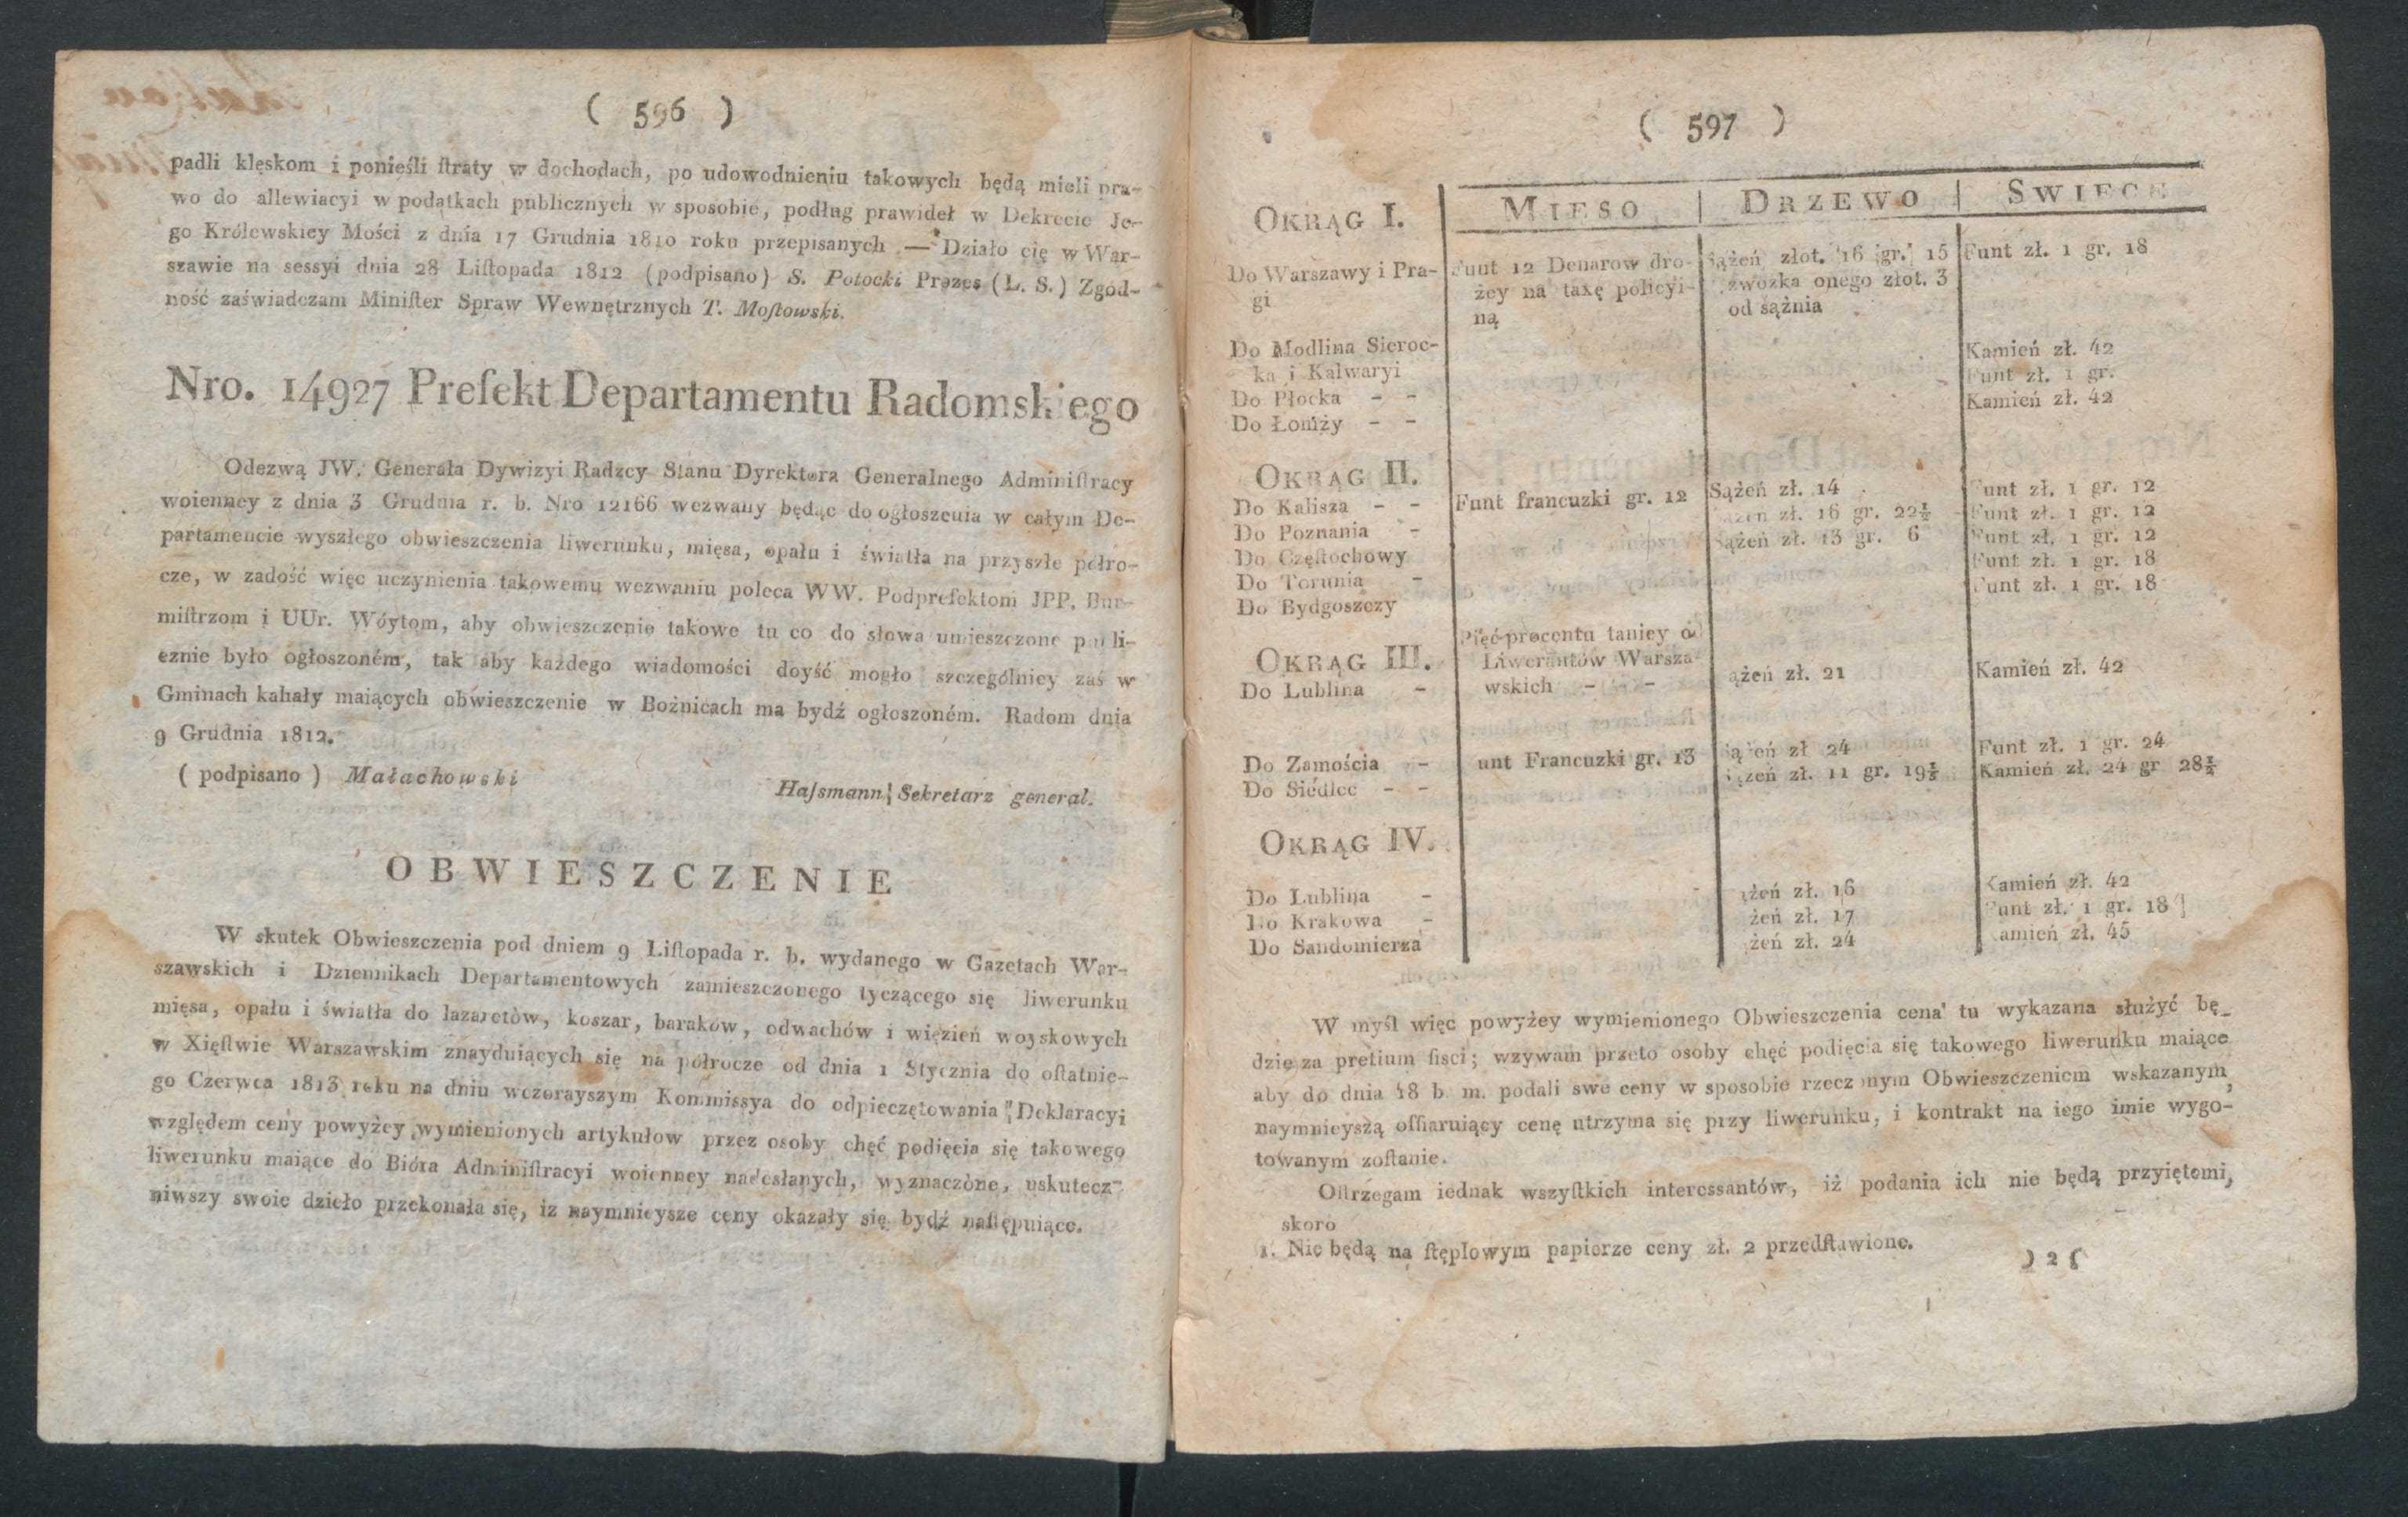 ( 596 )
padli klęskom i ponieśli ſtraty w dochodach, po udowodnieniu takowych będą mieli pra-
wo do allewiacyi w podatkach publicznych w sposobie, podług prawideł w Dekrecie Je-
go Królewskiey Mości z dnia 17 Grudnia 1810 roku przepisanych — Działo cię w War-
szawie na sessyi dnia 28 Liſtopada 1812 (podpisano) S. Potocki Prezes (L. S.) Zgod-
ność zaświadczam Miniſter Spraw Wewnętrznych T. Moſtowski.
Nro. 14927 Prefekt Departamentu Radomskiego
Odezwą JW. Generała Dywizyi Radzcy Stanu Dyrektora Generalnego Adminiſtracy
woienney z dnia 3 Grudnia r. b. Nro 12166 wezwany będąc do ogłoszenia w całym De-
partamencie wyszłego obwieszczenia liwerunku, mięsa, opału i światła na przyszłe półro-
cze, w zadość więc uczynienia takowemu wezwaniu poleca WW. Podprefektom JPP. Bur-
miſtrzom i UUr. Wóytom, aby obwieszczenie takowe tu co do słowa umieszczone publi-
cznie było ogłoszoném, tak aby każdego wiadomości doyść mogło szczególniey zaś w
Gminach kahały maiących obwieszczenie w Bożnicach ma bydź ogłoszoném. Radom dnia
9 Grudnia 1812.
( podpisano ) Małachowski
Haſsmann Sekretarz general.
OBWIESZCZENIE
W skutek Obwieszczenia pod dniem 9 Liſtopada r. b. wydanego w Gazetach War-
szawskich i Dziennikach Departamentowych zamieszczonego tyczącego się liwerunku
mięsa, opału i światła do lazaretòw, koszar, baraków, odwachów i więzień woyskowych
w Xięſtwie Warszawskim znayduiących się na półrocze od dnia 1 Stycznia do oſtatnie-
go Czerwca 1813 roku na dniu wczorayszym Kommissya do odpieczętowania Deklaracyi
względem ceny powyżey wymienionych artykułow przez osoby chęć podięcia się takowego
liwerunku maiące do Bióra Adminiſtracyi woienney nadesłanych, wyznaczòne, uskutecz-
niwszy swoie dzieło przekonała się, iz naymnieysze ceny okazały się bydź naſtępuiące.
( 597 )
OKRĄG I. | MIESO | DRZEWO | SWIECE
Do Warszawy i Pra-
gi
Funt 12 Denarow dro-
żey na taxę policyi-
ną
Sążeń złot. 16 gr. 15
zwozka onego złot. 3
od sążnia
Funt zł. 1 gr. 18
Do Modlina Sieroc-
ka i Kalwaryi
Do Płocka - -
Do Łomży - -
Kamień zł. 42
Funt zł. 1 gr.
Kamień zł. 42
OKRĄG II.
Do Kalisza - - Funt francuzki gr. 12 Sążeń zł. 14 Funt zł. 1 gr. 12
Do Poznania - Sążen zł. 16 gr. 22½ Funt zł. 1 gr. 12
Do Częſtochowy Sążeń zł. 13 gr. 6 Funt zł. 1 gr. 12
Do Torunia - Funt zł. 1 gr. 18
Do Bydgoszczy Funt zł. 1 gr. 18
OKRĄG III.
Do Lublina -
Pięć procentu taniey od
Liwerantów Warsza-
wskich - -
ążeń zł. 21
Kamień zł. 42
Do Zamościa - unt Francuzki gr. 13 Sążeń zł 24 Funt zł. 1 gr. 24
Do Siedlec - - Sążeń zł. 11 gr. 19½ Kamień zł. 24 gr 28½
OKRĄG IV.
Do Lublina - ążeń zł. 16 Kamień zł. 42
Do Krakowa - żeń zł. 17 Funt zł. 1 gr. 18
Do Sandomierza żeń zł. 24 Kamień zł. 45
W myśl więc powyżey wymienionego Obwieszczenia cena tu wykazana służyć bę-
dzie za pretium fisci; wzywam przeto osoby chęć podięcia się takowego liwerunku maiące
aby do dnia 18 b m. podali swe ceny w sposobie rzeczonym Obwieszczeniem wskazanym,
naymnieyszą offiaruiący cenę utrzyma się przy liwerunku, i kontrakt na iego imie wygo-
towanym zoſtanie.
Oſtrzegam iednak wszyſtkich interessantów, iż podania ich nie będą przyiętemi,
skoro
1. Nie będą na ſtęplowym papierze ceny zł. 2 przedſtawione.
) 2 (